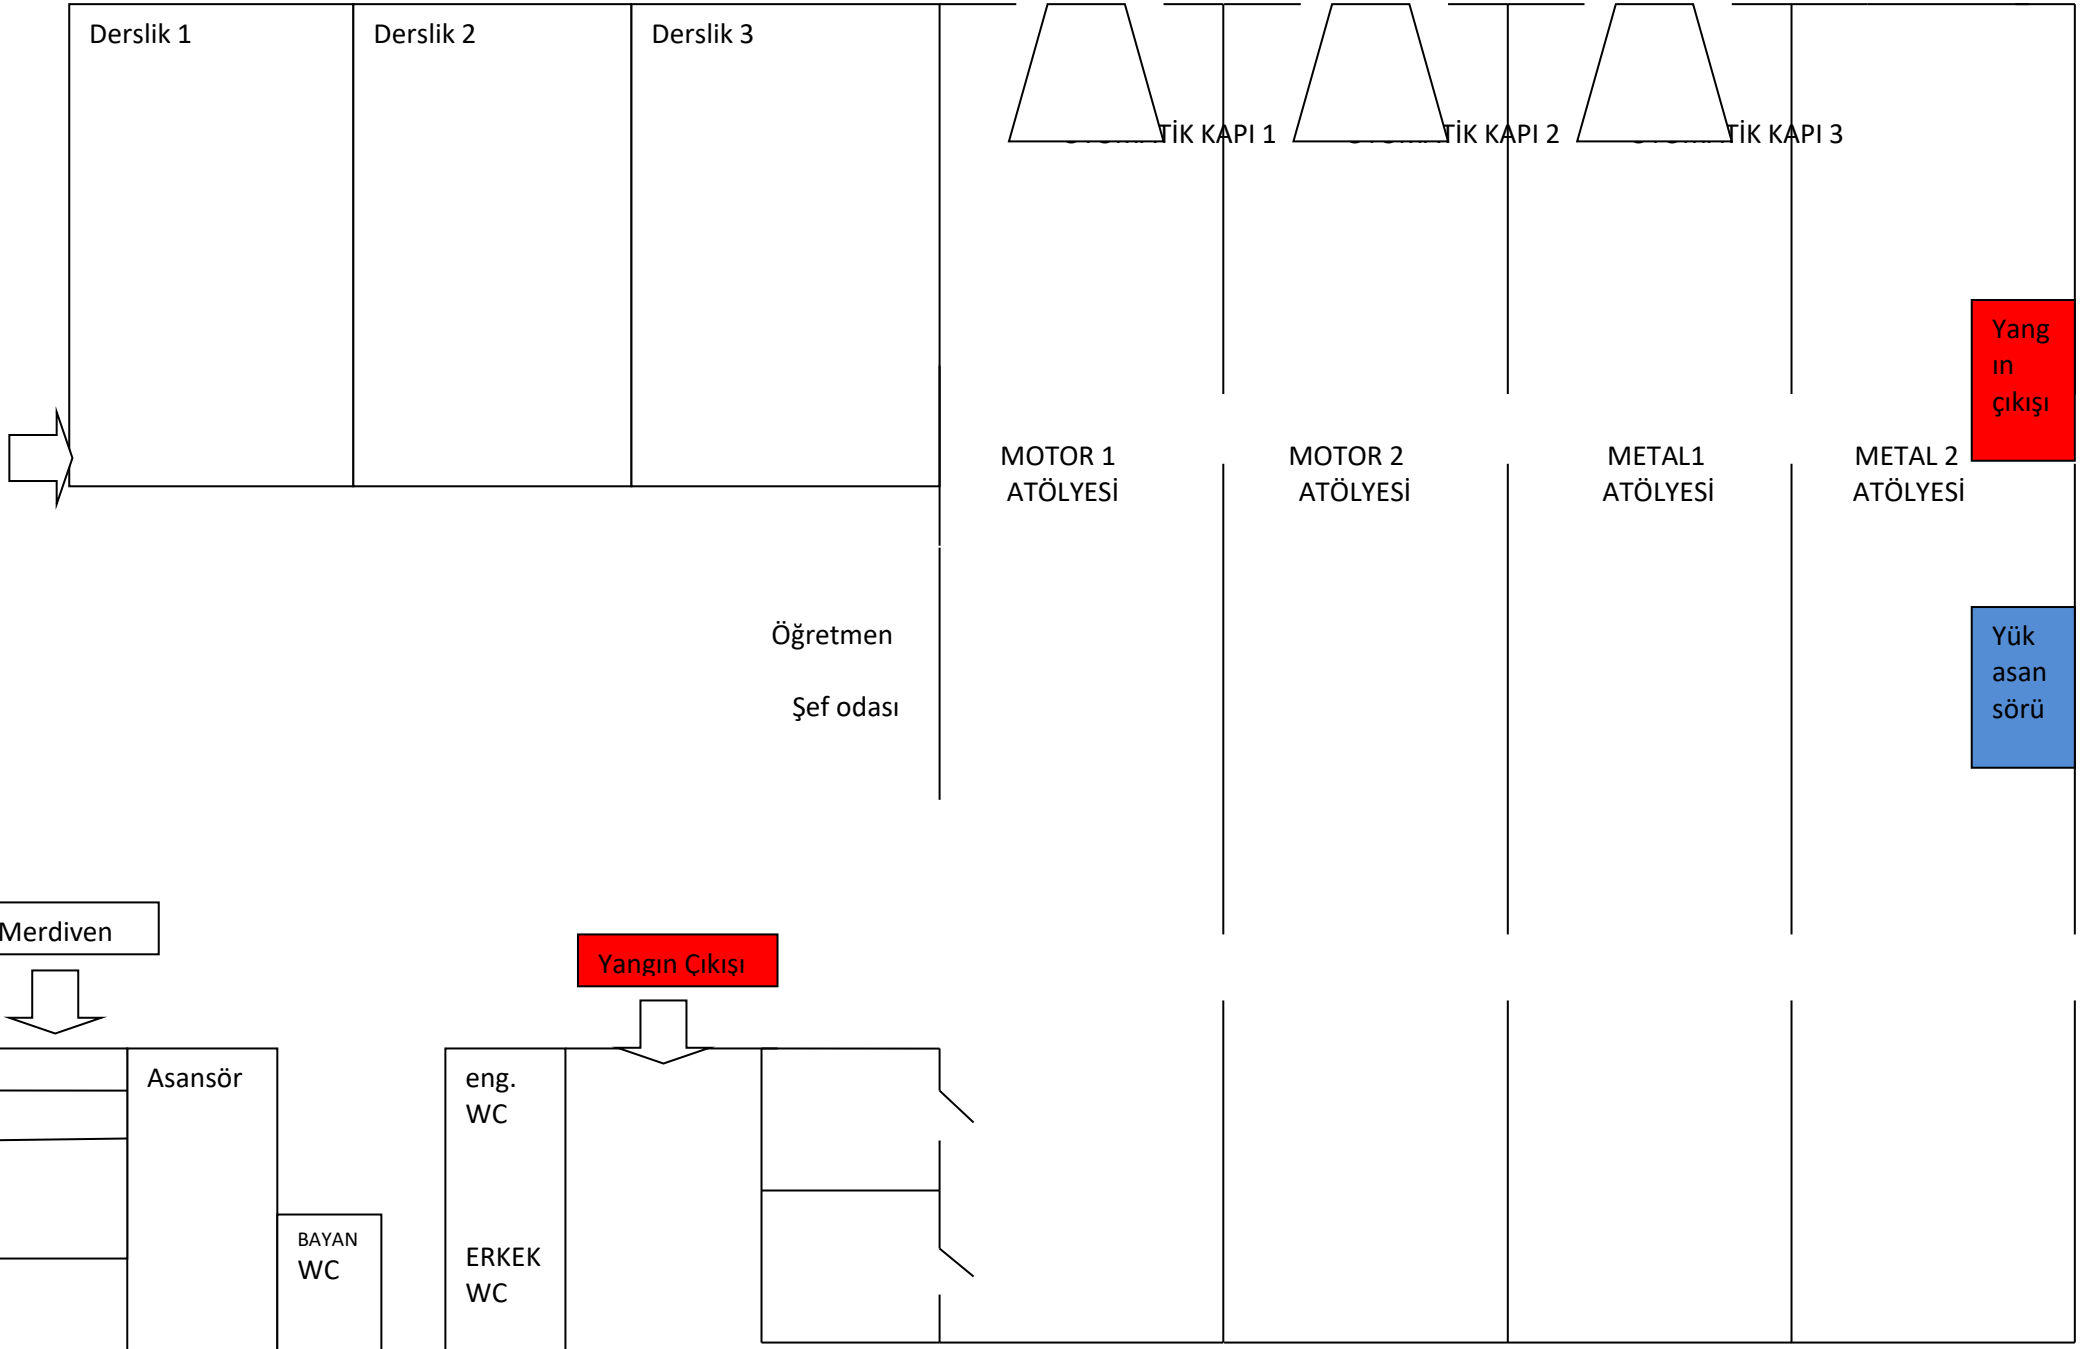 Derslik 1
Derslik 2
Derslik 3
TİK KAPI 1
TİK KAPI 2
TİK KAPI 3
Yang
ın
çıkışı
MOTOR 1
ATÖLYESİ
MOTOR 2
ATÖLYESİ
METAL1
ATÖLYESİ
METAL 2
ATÖLYESİ
Öğretmen
Şef odası
Yük
asan
sörü
Merdiven
Yangın Çıkışı
Asansör
eng.
WC
BAYAN
WC
ERKEK
WC